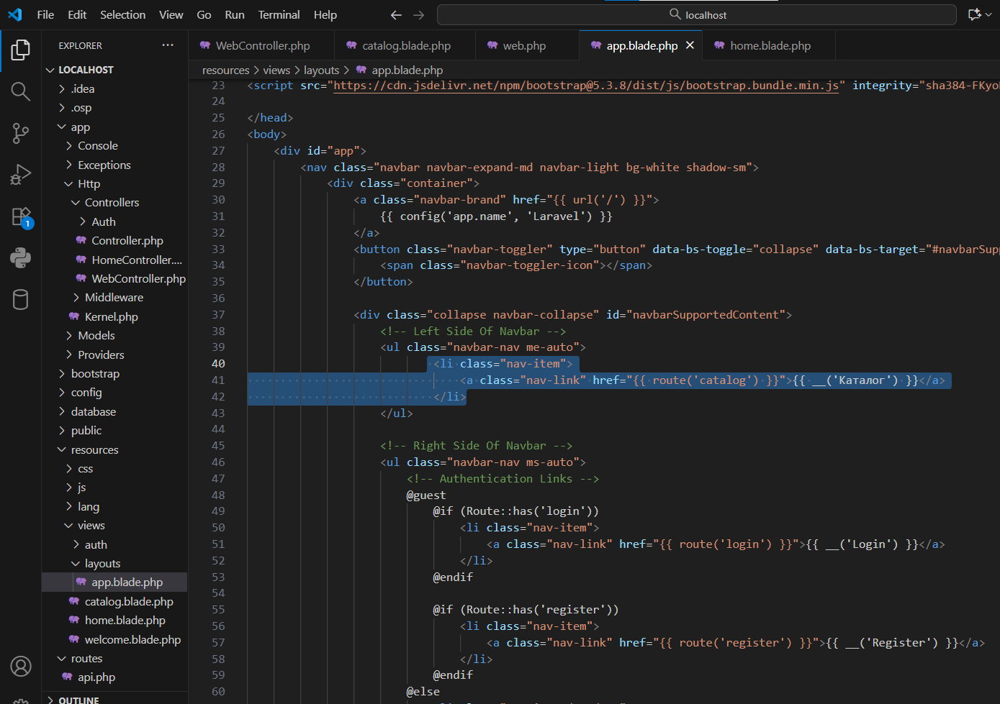 File Edit Selection View Go Run Terminal Help
localhost
EXPLORER
LOCALHOST
.idea
.osp
app
Console
Exceptions
Http
Controllers
Auth
Controller.php
HomeController....
WebController.php
Middleware
Kernel.php
Models
Providers
bootstrap
config
database
public
resources
css
js
lang
views
auth
layouts
app.blade.php
catalog.blade.php
home.blade.php
welcome.blade.php
routes
api.php
OUTLINE
1
WebController.php catalog.blade.php web.php app.blade.php home.blade.php
resources > views > layouts > app.blade.php
23 <script src="https://cdn.jsdelivr.net/npm/bootstrap@5.3.8/dist/js/bootstrap.bundle.min.js" integrity="sha384-FKyo
24
25 </head>
26 <body>
27 <div id="app">
28 <nav class="navbar navbar-expand-md navbar-light bg-white shadow-sm">
29 <div class="container">
30 <a class="navbar-brand" href="{{ url('/') }}">
31 {{ config('app.name', 'Laravel') }}
32 </a>
33 <button class="navbar-toggler" type="button" data-bs-toggle="collapse" data-bs-target="#navbarSup
34 <span class="navbar-toggler-icon"></span>
35 </button>
36
37 <div class="collapse navbar-collapse" id="navbarSupportedContent">
38 <!-- Left Side Of Navbar -->
39 <ul class="navbar-nav me-auto">
40 <li class="nav-item">
41 <a class="nav-link" href="{{ route('catalog') }}">{{ __('Каталог') }}</a>
42 </li>
43 </ul>
44
45 <!-- Right Side Of Navbar -->
46 <ul class="navbar-nav ms-auto">
47 <!-- Authentication Links -->
48 @guest
49 @if (Route::has('login'))
50 <li class="nav-item">
51 <a class="nav-link" href="{{ route('login') }}">{{ __('Login') }}</a>
52 </li>
53 @endif
54
55 @if (Route::has('register'))
56 <li class="nav-item">
57 <a class="nav-link" href="{{ route('register') }}">{{ __('Register') }}</a>
58 </li>
59 @endif
60 @else